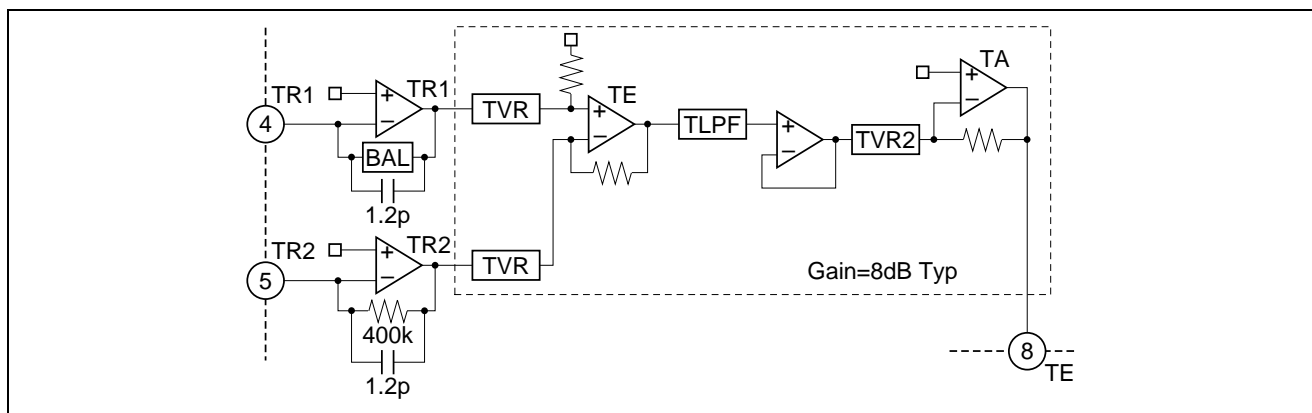 TA
TR1
TR1
TE
+
−
4
TVR
TLPF
TVR2
BAL
1.2p
TR2
TR2
5
TVR
Gain=8dB Typ
400k
1.2p
8
TE